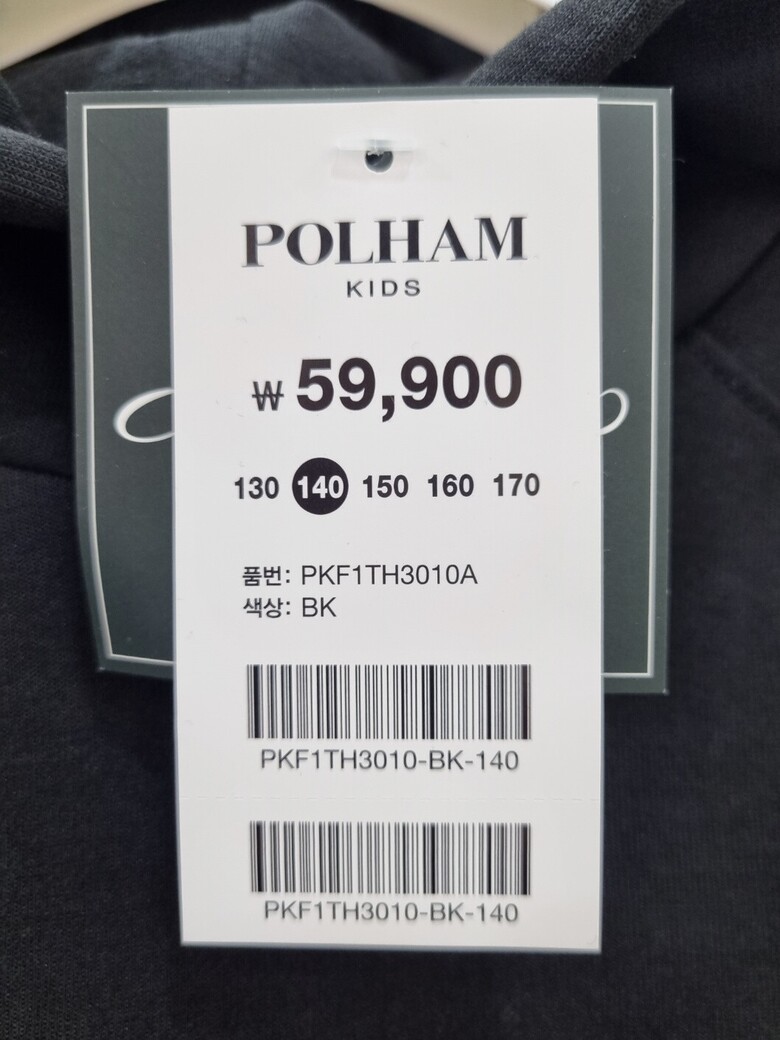 POLHAM
KIDS
₩59,900
130 140 150 160 170
품번: PKF1TH3010A
색상: BK
PKF1TH3010-BK-140
PKF1TH3010-BK-140